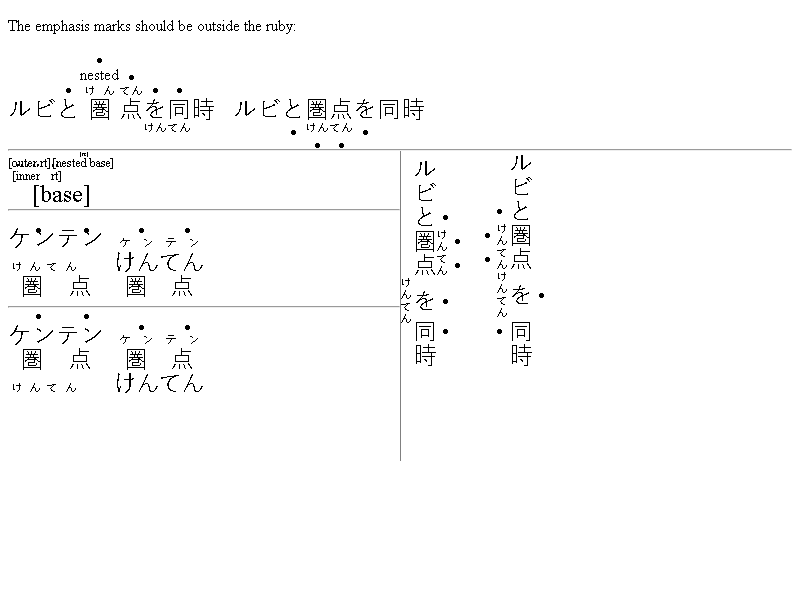 The emphasis marks should be outside the ruby:
nested
けんてん
ルビと圏点を同時 ルビと圏点を同時
けんてん けんてん
[rt]
[outer rt][nested base]
[inner rt]
[base]
ケンテン ケンテン
けんてん けんてん
圏点 圏点
ケンテン ケンテン
圏点 圏点
けんてん けんてん
ルビと圏点を同時
けんてん
けんてん
ルビと圏点を同時
けんてん
けんてん